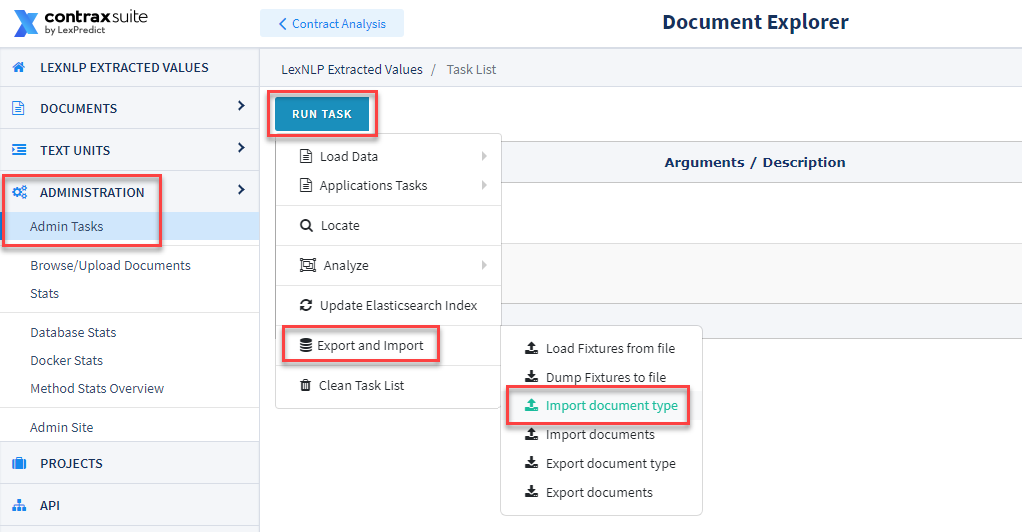 contraxsuite
by LexPredict
Contract Analysis
Document Explorer
LEXNLP EXTRACTED VALUES
DOCUMENTS
TEXT UNITS
ADMINISTRATION
Admin Tasks
Browse/Upload Documents
Stats
Database Stats
Docker Stats
Method Stats Overview
Admin Site
PROJECTS
API
LexNLP Extracted Values / Task List
RUN TASK
Arguments / Description
Load Data
Applications Tasks
Locate
Analyze
Update Elasticsearch Index
Export and Import
Clean Task List
Load Fixtures from file
Dump Fixtures to file
Import document type
Import documents
Export document type
Export documents